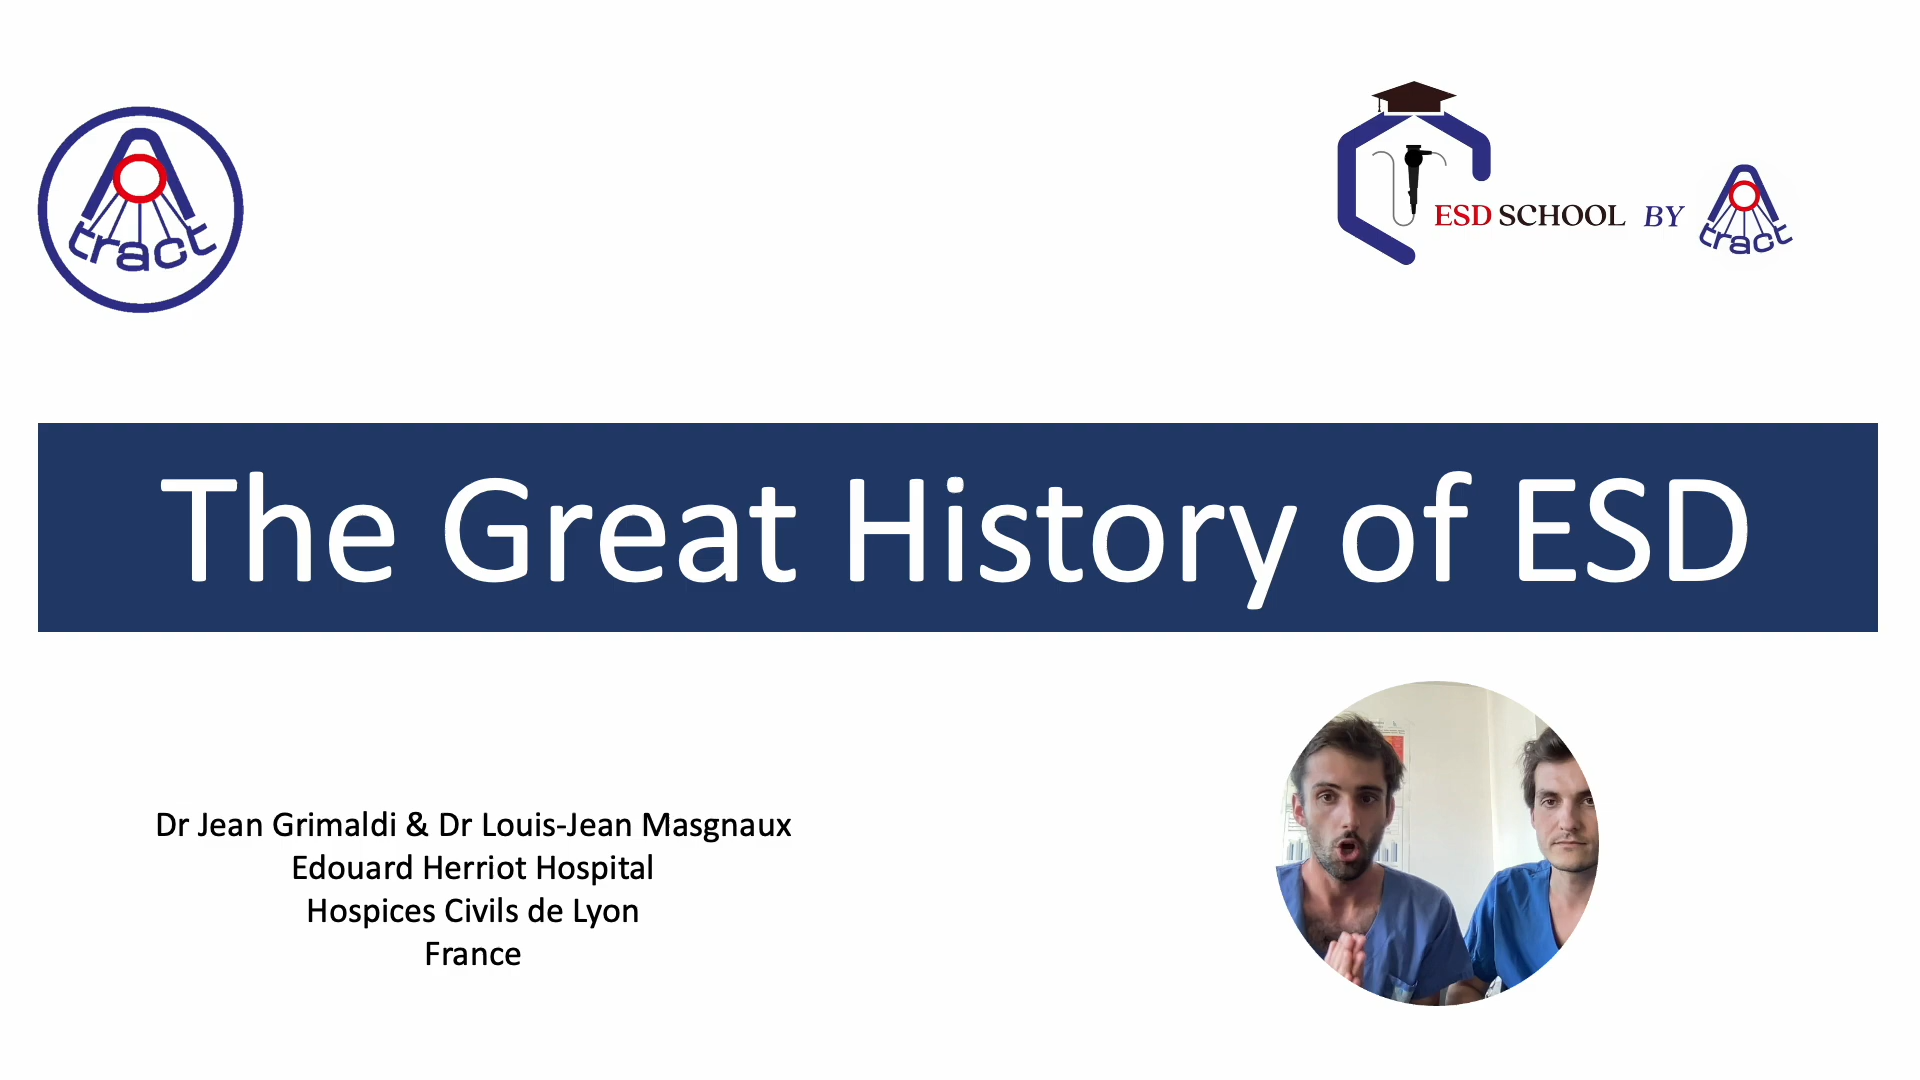 tract
ESD SCHOOL BY tract
The Great History of ESD
Dr Jean Grimaldi & Dr Louis-Jean Masgnaux
Edouard Herriot Hospital
Hospices Civils de Lyon
France